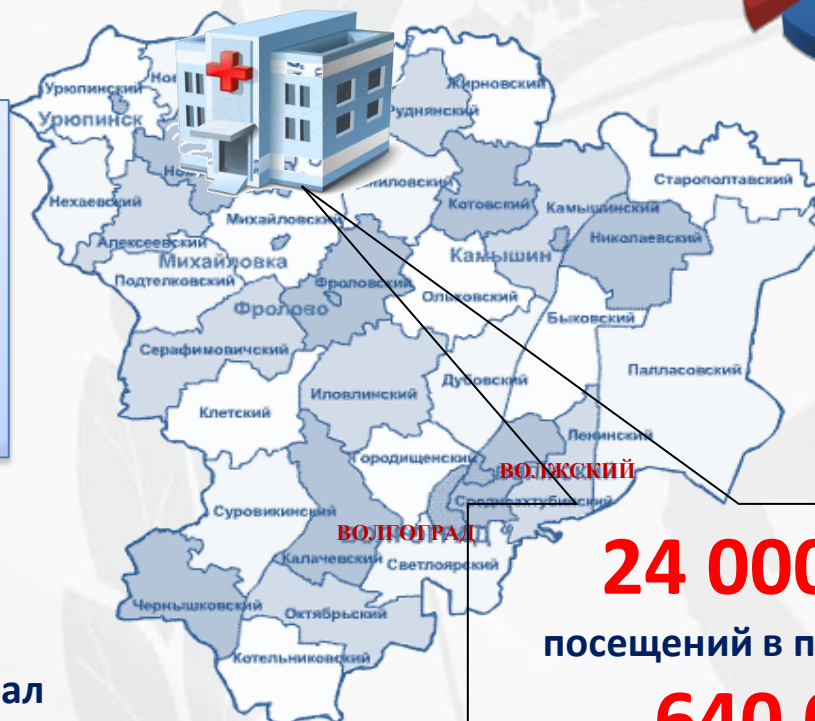 Урюпинский
Урюпинск
Жирновский
Руднянский
Старополтавский
Нехаевский
Котовский
Камышинский
Николаевский
Михайловский
Алексеевский
Михайловка
Камышин
Подтелковский
Фроловский
Фролово
Ольховский
Быковский
Серафимовичский
Палласовский
Иловлинский
Дубовский
Клетский
Ленинский
Городищенский
ВОЛЖСКИЙ
Среднеахтубинский
Суровикинский
ВОЛГОГРАД
Калачевский
Светлоярский
24 000
Чернышковский
Октябрьский
посещений в п
Котельниковский
ал
640 0